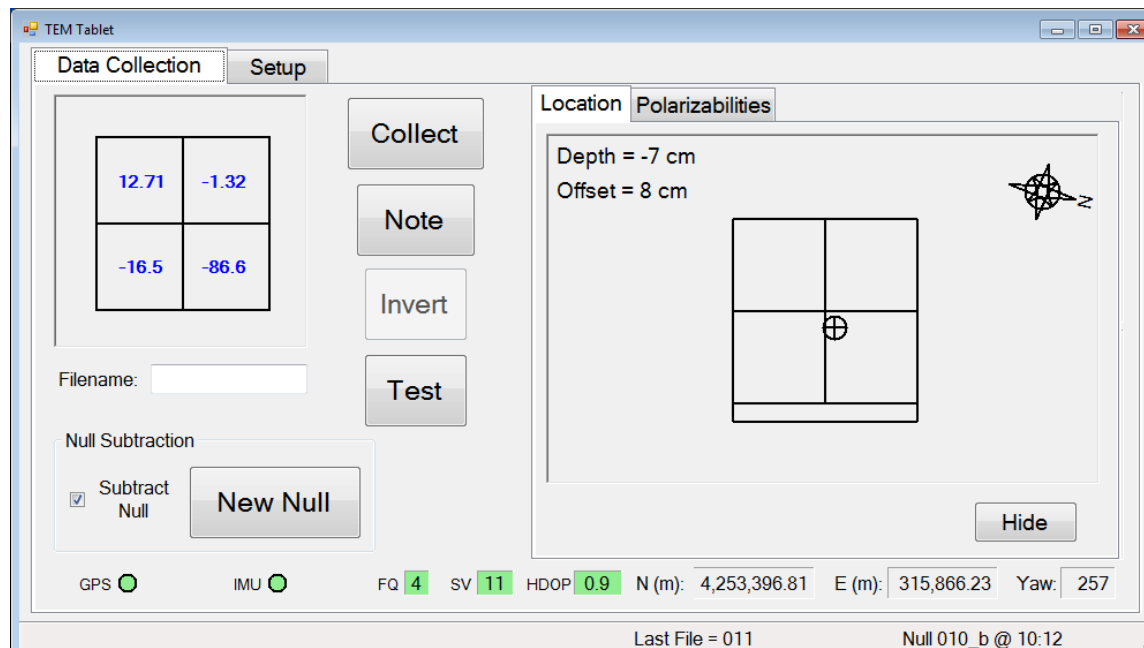 TEM Tablet
Data Collection
Setup
12.71 -1.32
-16.5 -86.6
Filename:
Null Subtraction
Subtract
Null
New Null
Collect
Note
Invert
Test
Location
Polarizabilities
Depth = -7 cm
Offset = 8 cm
N
Hide
GPS IMU FQ 4 SV 11 HDOP 0.9 N (m): 4,253,396.81 E (m): 315,866.23 Yaw: 257
Last File = 011 Null 010_b @ 10:12